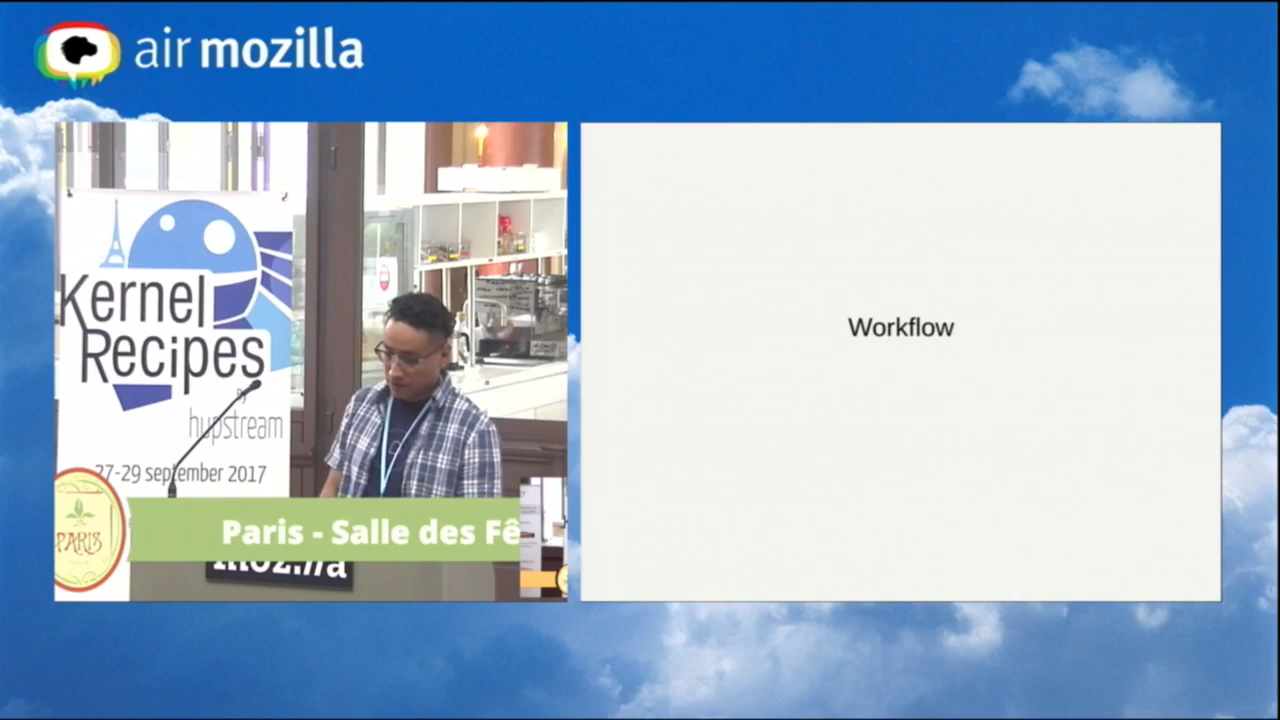 air mozilla
Kernel
Recipes
by
hupstream
27-29 september 2017
PARIS
Paris - Salle des Fê
mozilla
Workflow